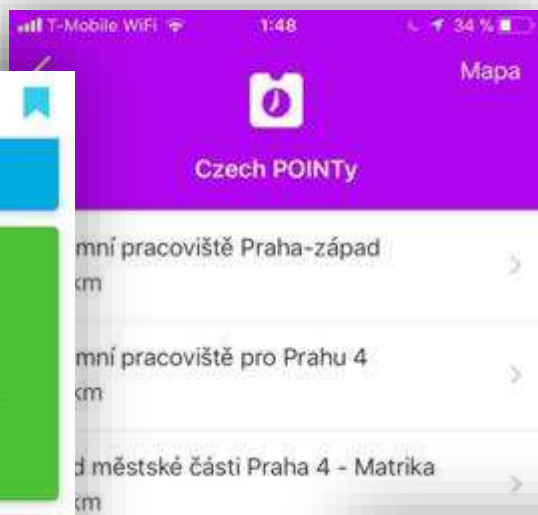 T-Mobile WiFi 1:48 34 %
Mapa
Czech POINTy
mní pracoviště Praha-západ
km
mní pracoviště pro Prahu 4
km
d městské části Praha 4 - Matrika
km